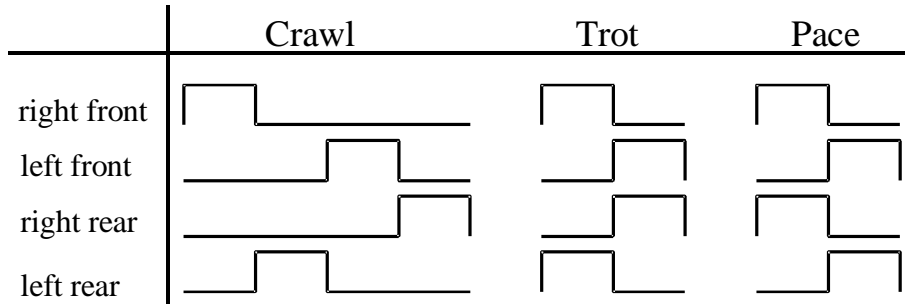 Crawl Trot Pace
right front
left front
right rear
left rear